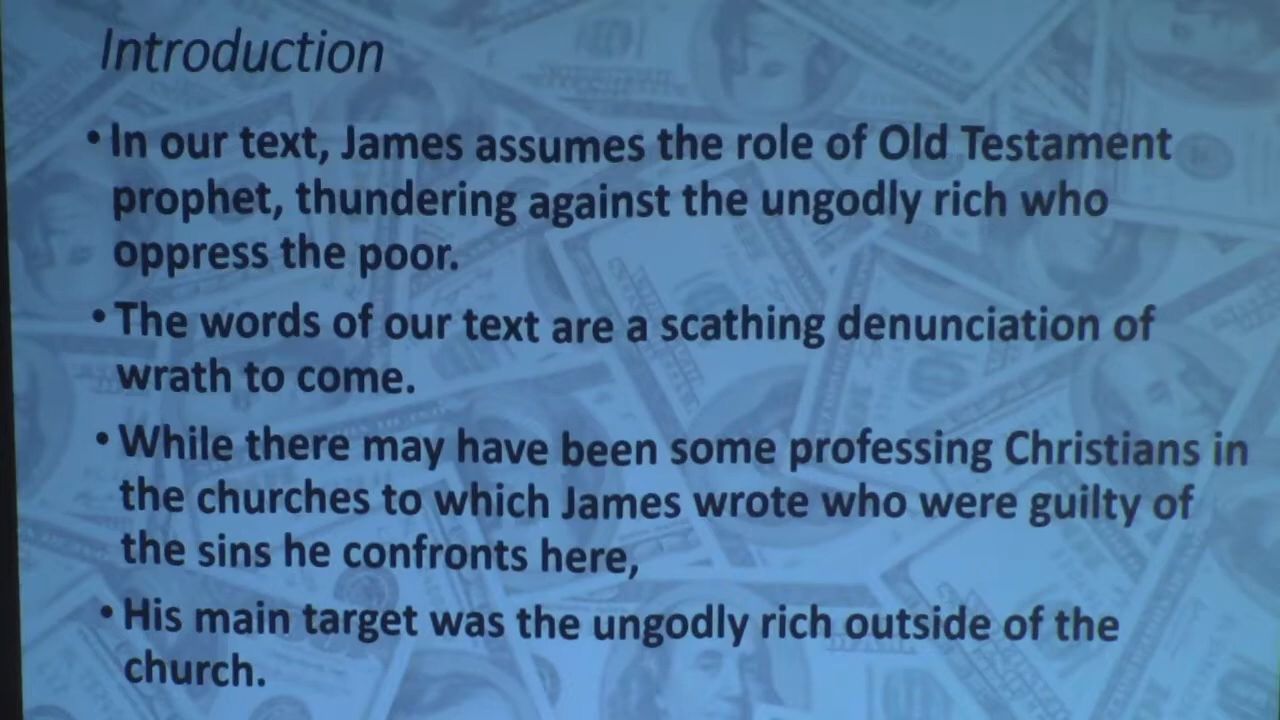 Introduction
• In our text, James assumes the role of Old Testament
prophet, thundering against the ungodly rich who
oppress the poor.
• The words of our text are a scathing denunciation of
wrath to come.
• While there may have been some professing Christians in
the churches to which James wrote who were guilty of
the sins he confronts here,
• His main target was the ungodly rich outside of the
church.